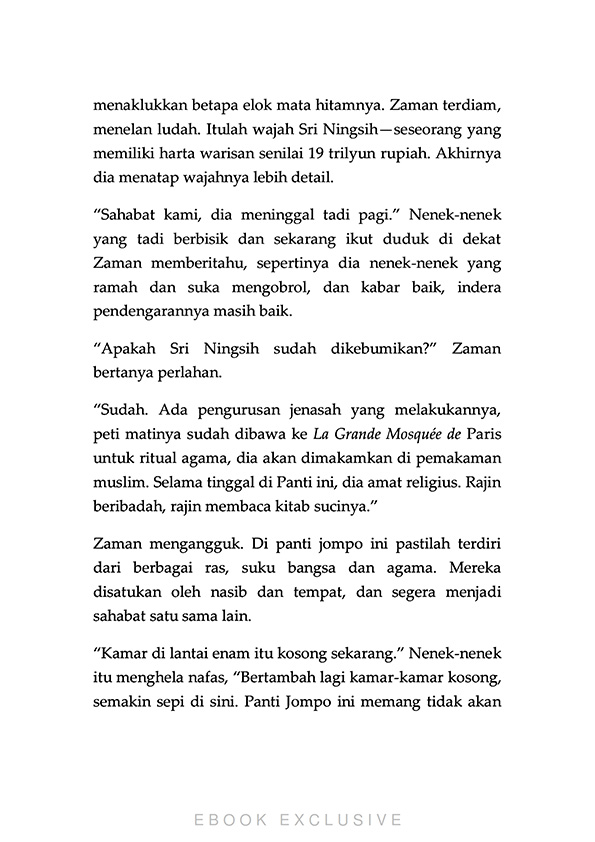 menaklukkan betapa elok mata hitamnya. Zaman terdiam,
menelan ludah. Itulah wajah Sri Ningsih—seseorang yang
memiliki harta warisan senilai 19 trilyun rupiah. Akhirnya
dia menatap wajahnya lebih detail.
“Sahabat kami, dia meninggal tadi pagi.” Nenek-nenek
yang tadi berbisik dan sekarang ikut duduk di dekat
Zaman memberitahu, sepertinya dia nenek-nenek yang
ramah dan suka mengobrol, dan kabar baik, indera
pendengarannya masih baik.
“Apakah Sri Ningsih sudah dikebumikan?” Zaman
bertanya perlahan.
“Sudah. Ada pengurusan jenasah yang melakukannya,
peti matinya sudah dibawa ke La Grande Mosquée de Paris
untuk ritual agama, dia akan dimakamkan di pemakaman
muslim. Selama tinggal di Panti ini, dia amat religius. Rajin
beribadah, rajin membaca kitab sucinya.”
Zaman mengangguk. Di panti jompo ini pastilah terdiri
dari berbagai ras, suku bangsa dan agama. Mereka
disatukan oleh nasib dan tempat, dan segera menjadi
sahabat satu sama lain.
“Kamar di lantai enam itu kosong sekarang.” Nenek-nenek
itu menghela nafas, “Bertambah lagi kamar-kamar kosong,
semakin sepi di sini. Panti Jompo ini memang tidak akan
EBOOK EXCLUSIVE